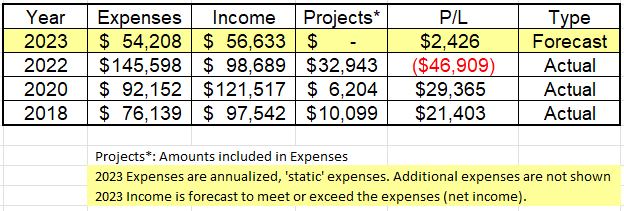 Year Expenses Income Projects* P/L Type
2023 $ 54,208 $ 56,633 $ - $2,426 Forecast
2022 $145,598 $ 98,689 $32,943 ($46,909) Actual
2020 $ 92,152 $121,517 $ 6,204 $29,365 Actual
2018 $ 76,139 $ 97,542 $10,099 $21,403 Actual
Projects*: Amounts included in Expenses
2023 Expenses are annualized, 'static' expenses. Additional expenses are not shown
2023 Income is forecast to meet or exceed the expenses (net income).